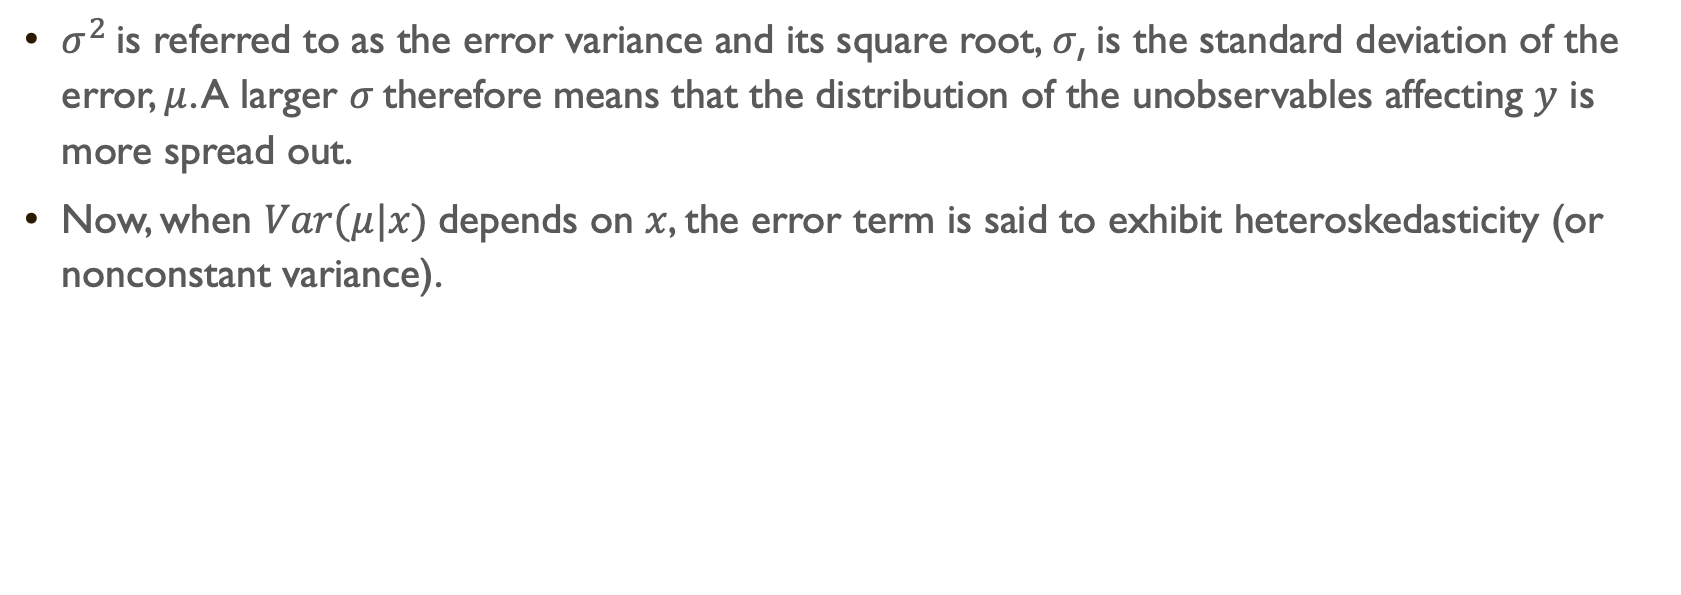 • σ² is referred to as the error variance and its square root, σ, is the standard deviation of the
error, μ. A larger σ therefore means that the distribution of the unobservables affecting y is
more spread out.
• Now, when Var(μ|x) depends on x, the error term is said to exhibit heteroskedasticity (or
nonconstant variance).